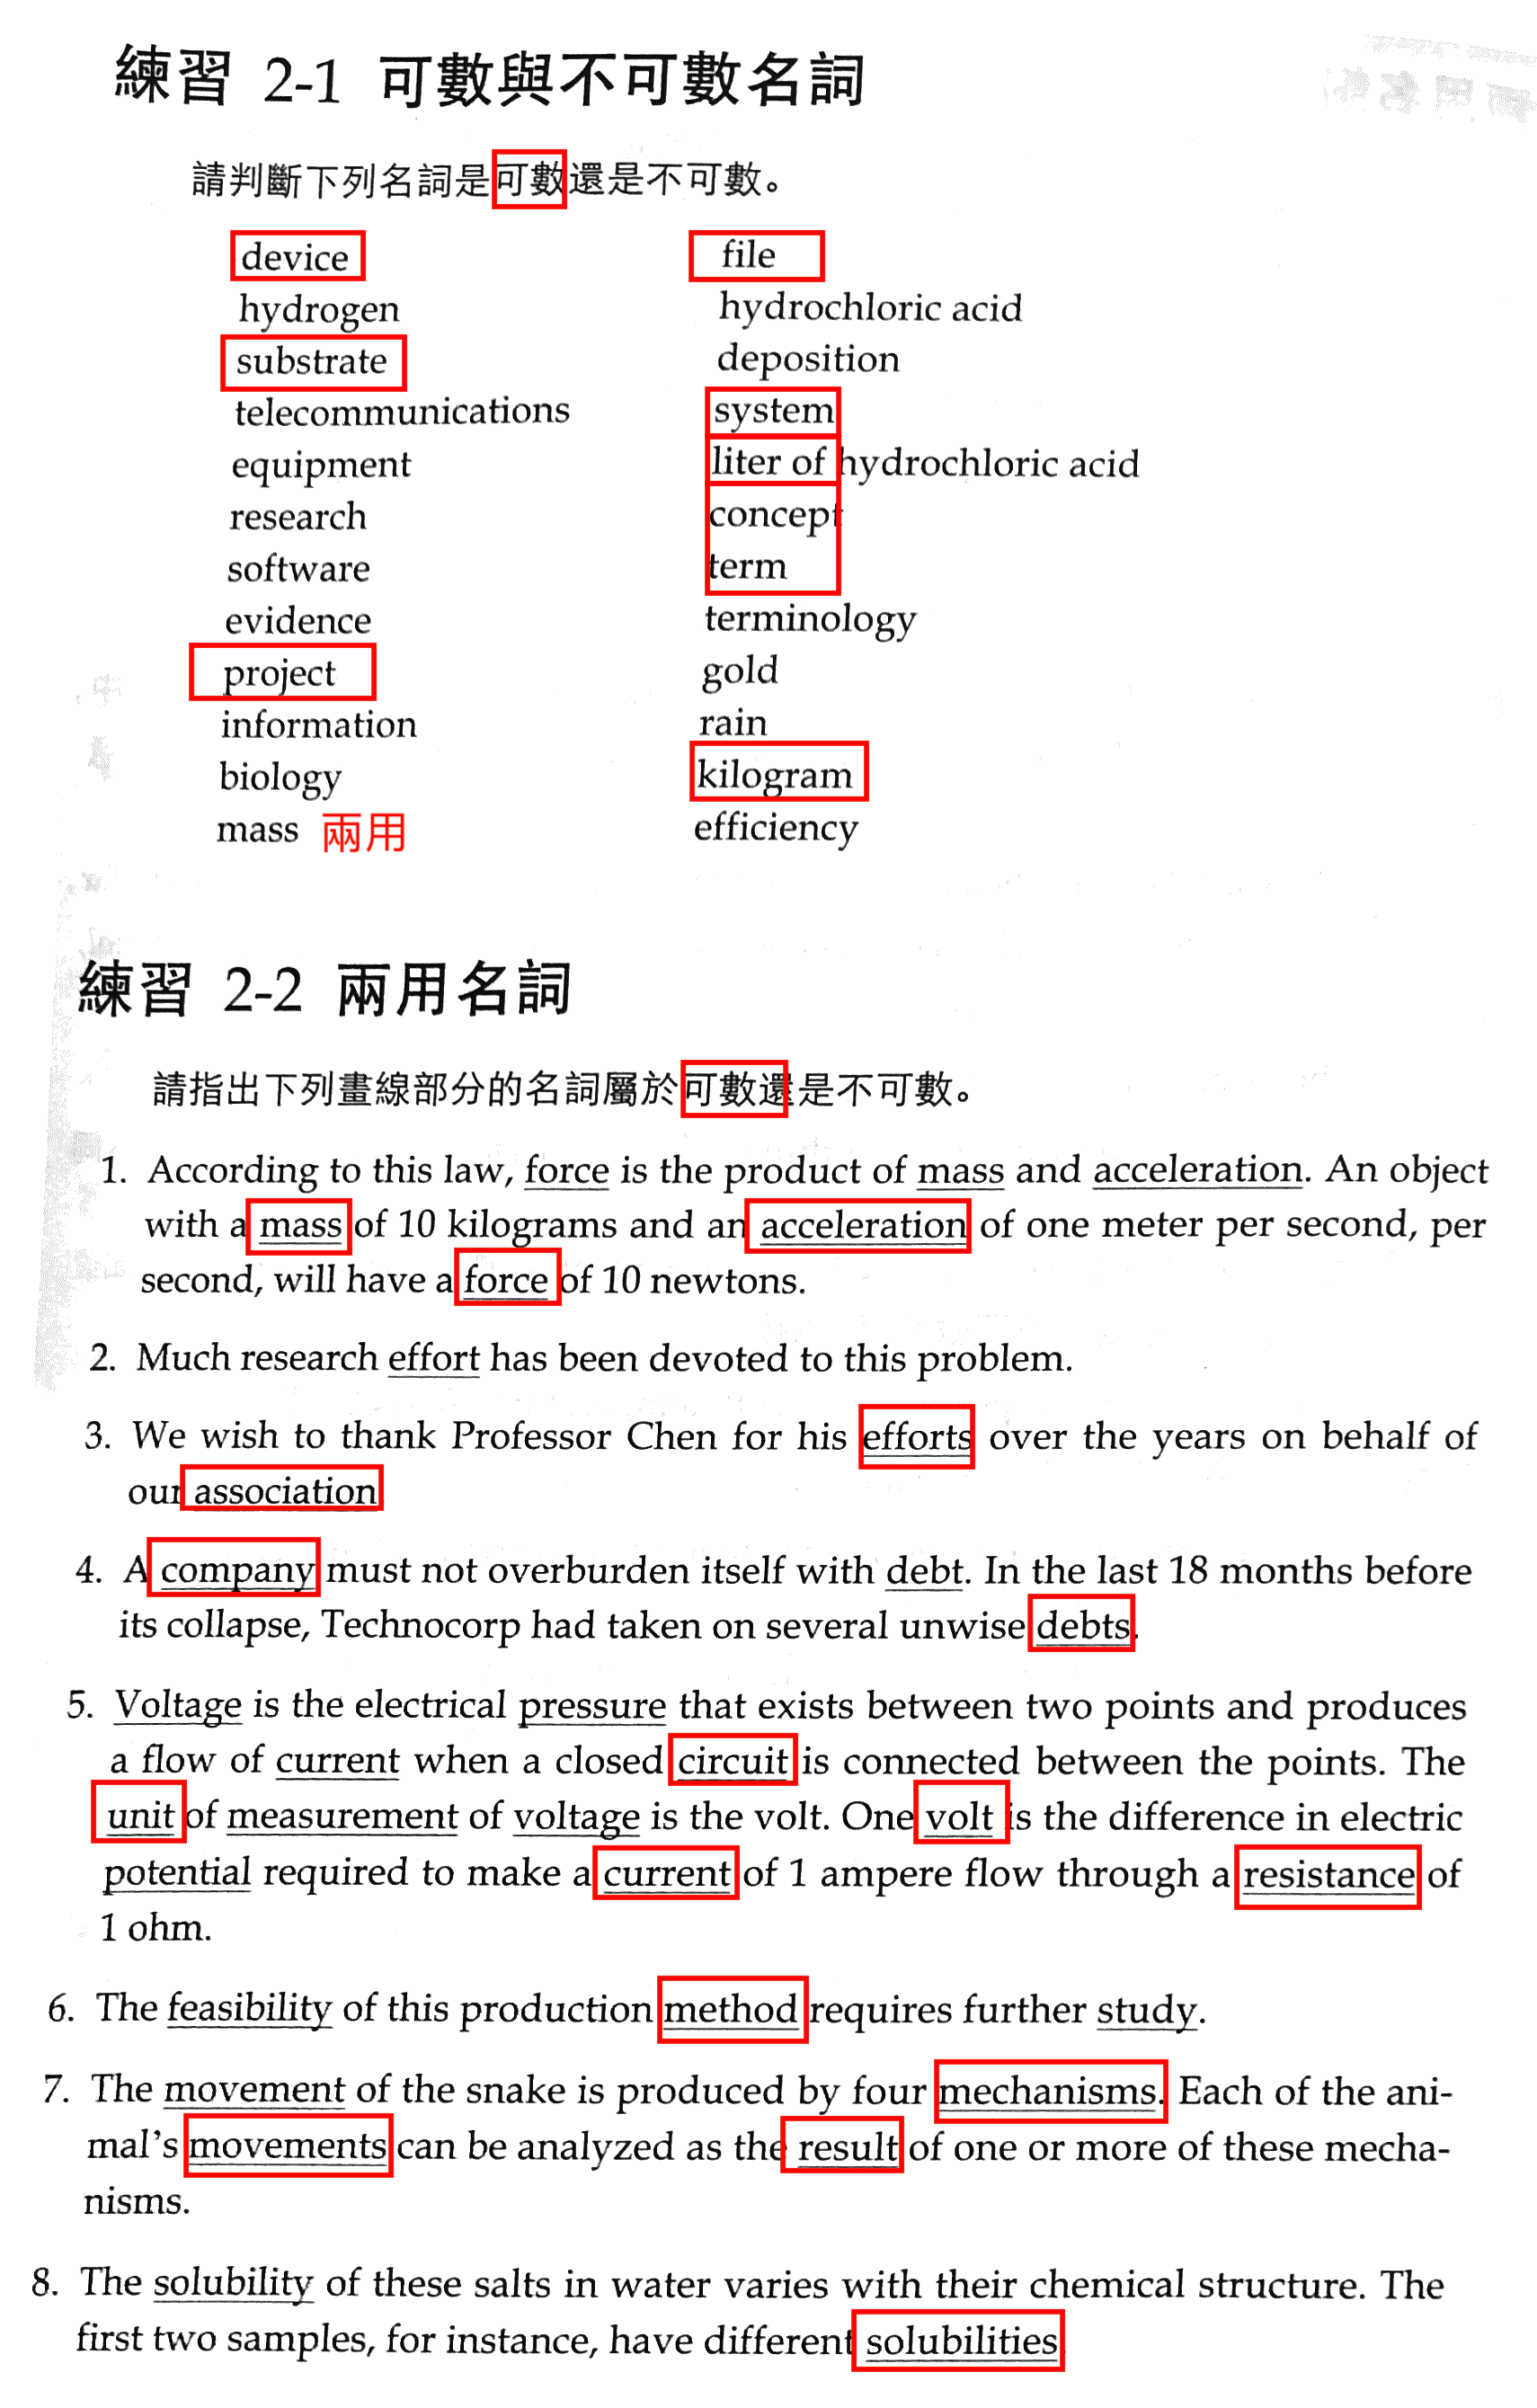 練習 2-1 可數與不可數名詞
請判斷下列名詞是可數還是不可數。
device
hydrogen
substrate
telecommunications
equipment
research
software
evidence
project
information
biology
mass 兩用
file
hydrochloric acid
deposition
system
liter of hydrochloric acid
concept
term
terminology
gold
rain
kilogram
efficiency
練習 2-2 兩用名詞
請指出下列畫線部分的名詞屬於可數還是不可數。
1. According to this law, force is the product of mass and acceleration. An object
with a mass of 10 kilograms and an acceleration of one meter per second, per
second, will have a force of 10 newtons.
2. Much research effort has been devoted to this problem.
3. We wish to thank Professor Chen for his efforts over the years on behalf of
our association
4. A company must not overburden itself with debt. In the last 18 months before
its collapse, Technocorp had taken on several unwise debts.
5. Voltage is the electrical pressure that exists between two points and produces
a flow of current when a closed circuit is connected between the points. The
unit of measurement of voltage is the volt. One volt is the difference in electric
potential required to make a current of 1 ampere flow through a resistance of
1 ohm.
6. The feasibility of this production method requires further study.
7. The movement of the snake is produced by four mechanisms. Each of the ani-
mal's movements can be analyzed as the result of one or more of these mecha-
nisms.
8. The solubility of these salts in water varies with their chemical structure. The
first two samples, for instance, have different solubilities